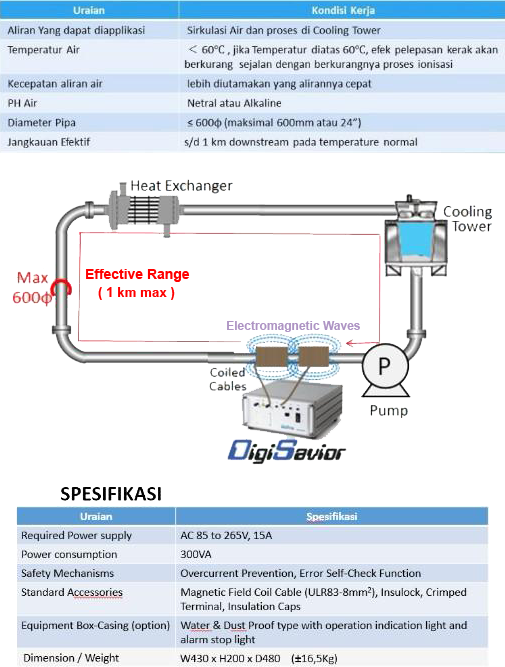 Uraian Kondisi Kerja
Aliran Yang dapat diapplikasi Sirkulasi Air dan proses di Cooling Tower
Temperatur Air < 60°C , jika Temperatur diatas 60°C, efek pelepasan kerak akan
berkurang sejalan dengan berkurangnya proses ionisasi
Kecepatan aliran air lebih diutamakan yang alirannya cepat
PH Air Netral atau Alkaline
Diameter Pipa ≤ 600ϕ (maksimal 600mm atau 24")
Jangkauan Efektif s/d 1 km downstream pada temperature normal
Heat Exchanger
Cooling
Tower
Max
600ϕ
Effective Range
( 1 km max )
Electromagnetic Waves
Coiled
Cables
P
Pump
DigiSavior
SPESIFIKASI
Uraian Spesifikasi
Required Power supply AC 85 to 265V, 15A
Power consumption 300VA
Safety Mechanisms Overcurrent Prevention, Error Self-Check Function
Standard Accessories Magnetic Field Coil Cable (ULR83-8mm²), Insulock, Crimped
Terminal, Insulation Caps
Equipment Box-Casing (option) Water & Dust Proof type with operation indication light and
alarm stop light
Dimension / Weight W430 x H200 x D480 (±16,5Kg)